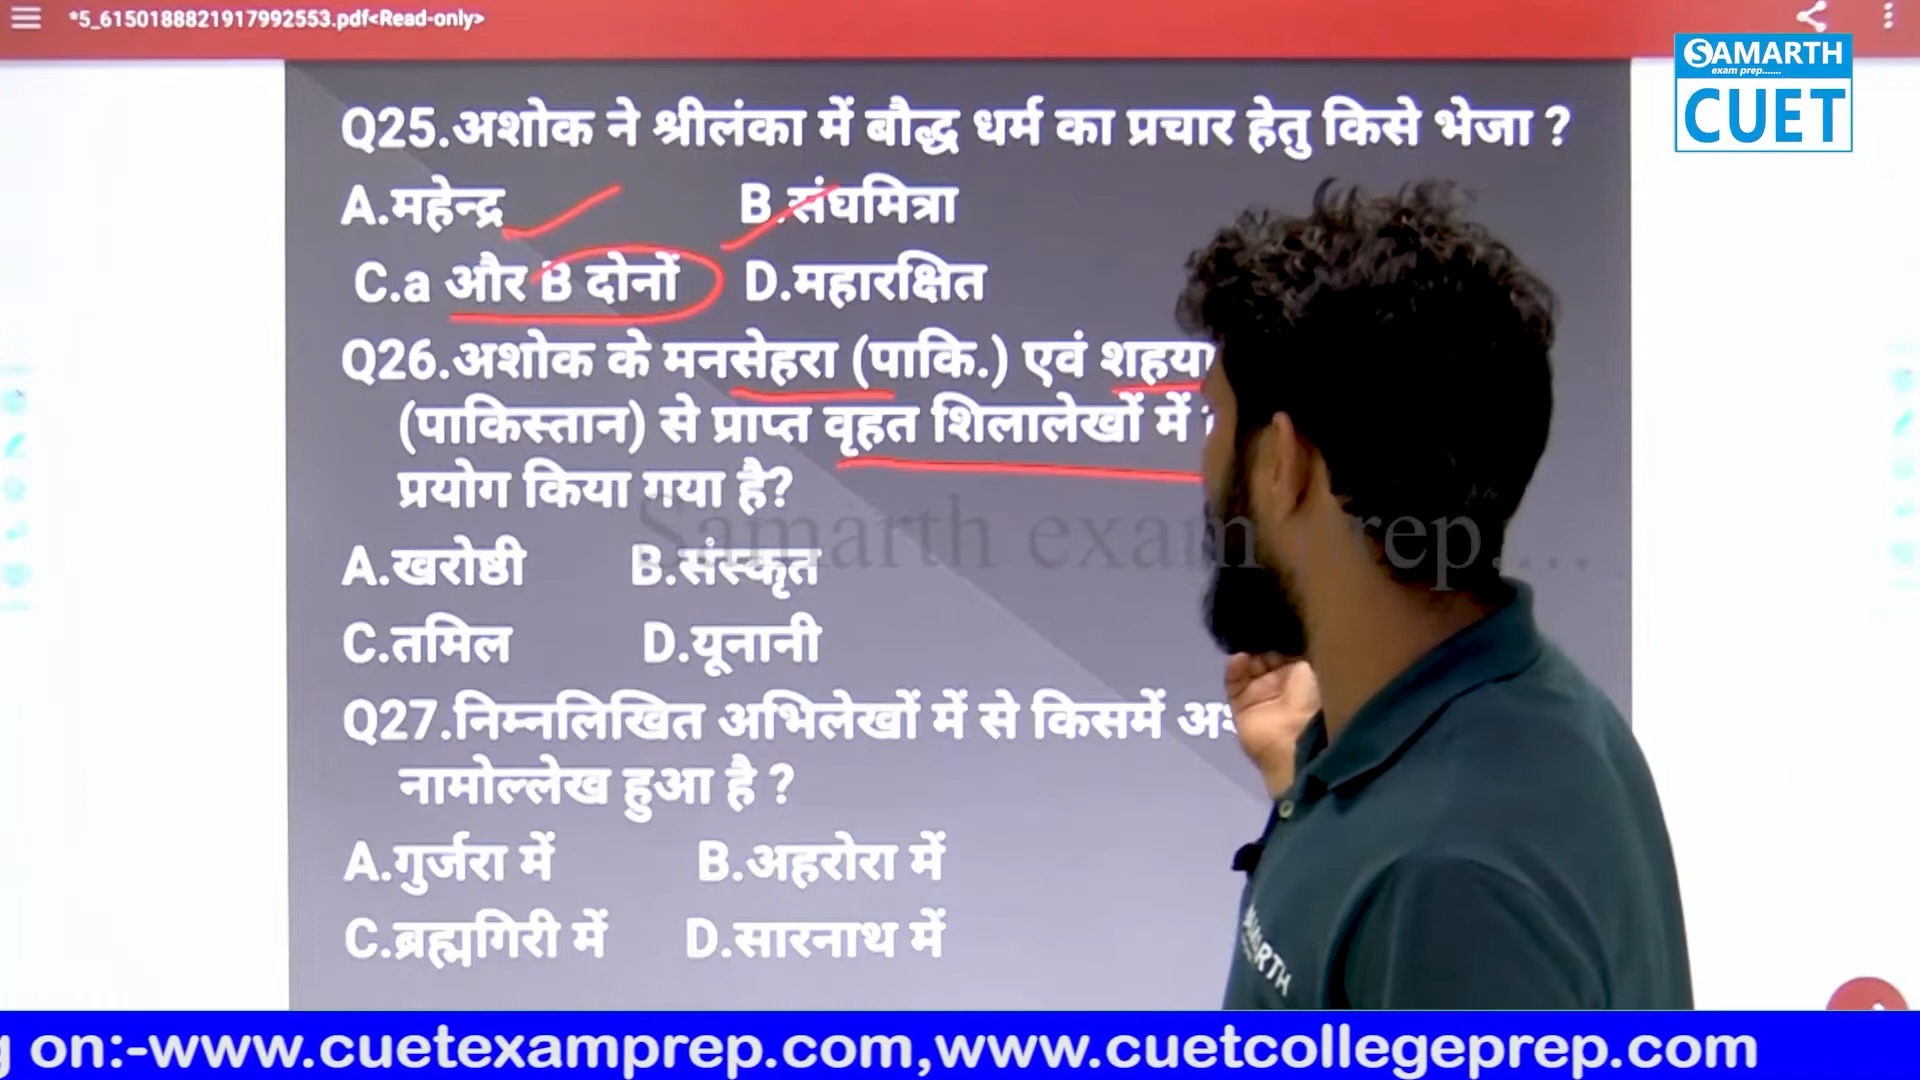 *5_6150188821917992553.pdf<Read-only>
SAMARTH
exam prep.......
CUET
Q25.अशोक ने श्रीलंका में बौद्ध धर्म का प्रचार हेतु किसे भेजा ?
A.महेन्द्र B.संघमित्रा
C.a और B दोनों D.महारक्षित
Q26.अशोक के मनसेहरा (पाकि.) एवं
(पाकिस्तान) से प्राप्त वृहत शिलालेखों में
प्रयोग किया गया है?
Samarth exam prep....
A.खरोष्ठी B.संस्कृत
C.तमिल D.यूनानी
Q27.निम्नलिखित अभिलेखों में से किसमें
नामोल्लेख हुआ है ?
A.गुर्जरा में B.अहरोरा में
C.ब्रह्मगिरी में D.सारनाथ में
on:-www.cuetexamprep.com,www.cuetcollegeprep.com